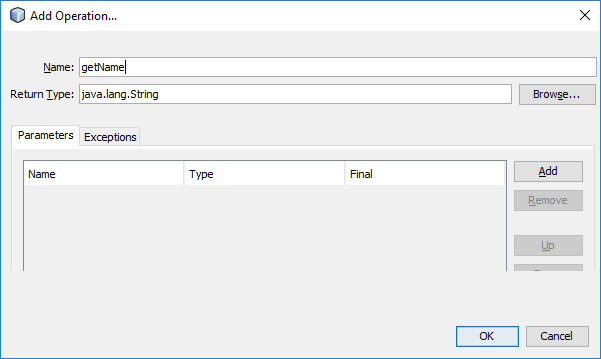 Add Operation...
Name: getName
Return Type: java.lang.String Browse...
Parameters Exceptions
Name Type Final Add
Remove
Up
OK Cancel